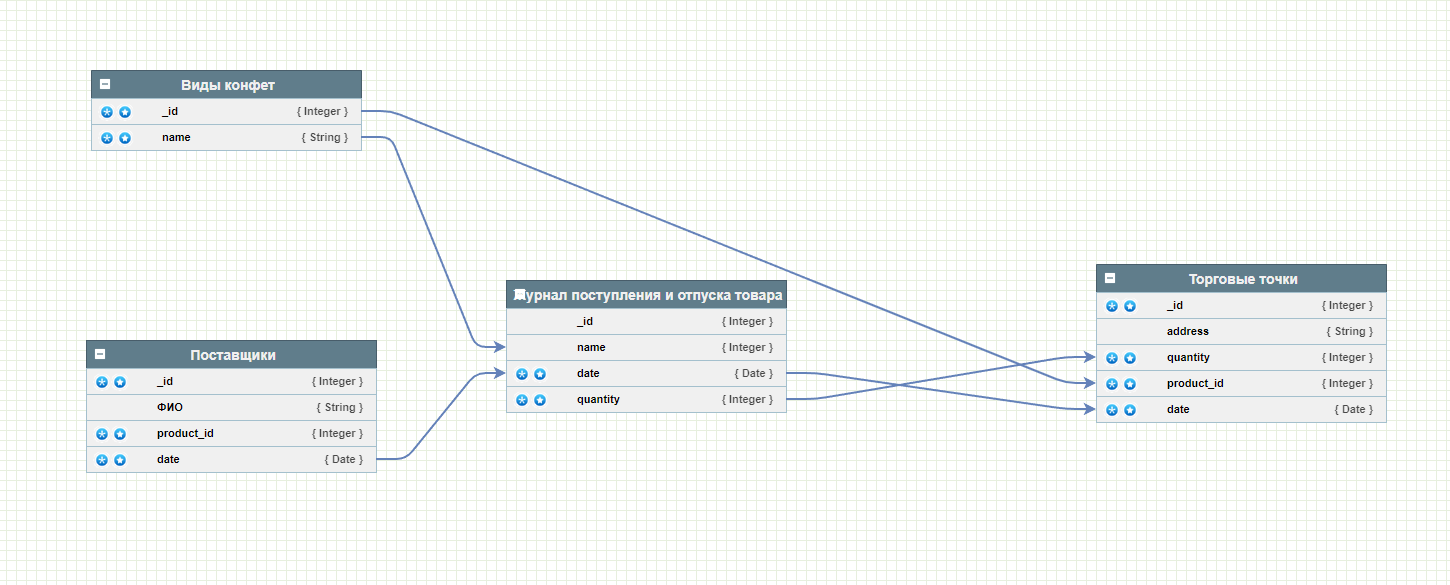 Виды конфет
_id { Integer }
name { String }
Поставщики
_id { Integer }
ФИО { String }
product_id { Integer }
date { Date }
Журнал поступления и отпуска товара
_id { Integer }
name { Integer }
date { Date }
quantity { Integer }
Торговые точки
_id { Integer }
address { String }
quantity { Integer }
product_id { Integer }
date { Date }